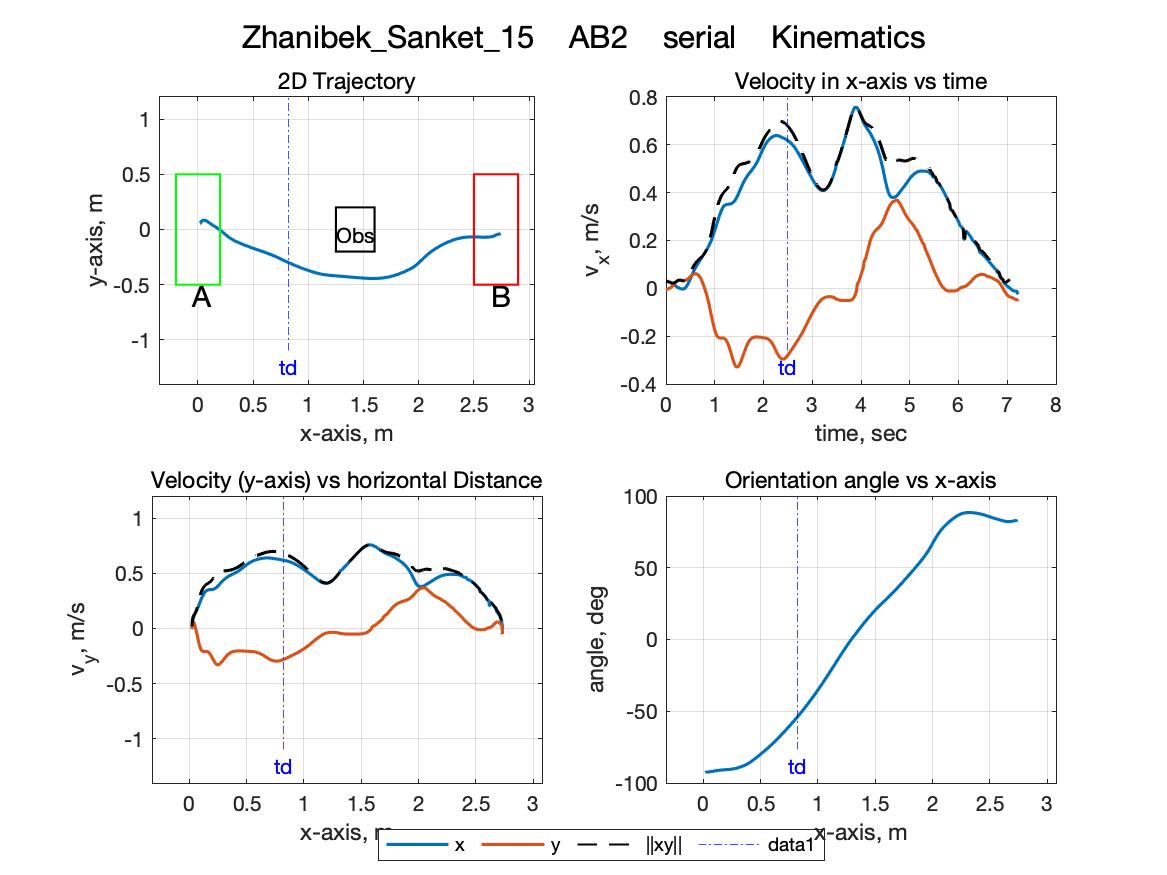 Zhanibek_Sanket_15 AB2 serial Kinematics
2D Trajectory
1
0.5
0
-0.5
-1
y-axis, m
Obs
A
B
td
0 0.5 1 1.5 2 2.5 3
x-axis, m
Velocity in x-axis vs time
0.8
0.6
0.4
0.2
0
-0.2
-0.4
v_x, m/s
td
0 1 2 3 4 5 6 7 8
time, sec
Velocity (y-axis) vs horizontal Distance
1
0.5
0
-0.5
-1
v_y, m/s
td
0 0.5 1 1.5 2 2.5 3
x-axis, m
Orientation angle vs x-axis
100
50
0
-50
-100
angle, deg
td
0 0.5 1 1.5 2 2.5 3
x-axis, m
x y ||xy|| data1